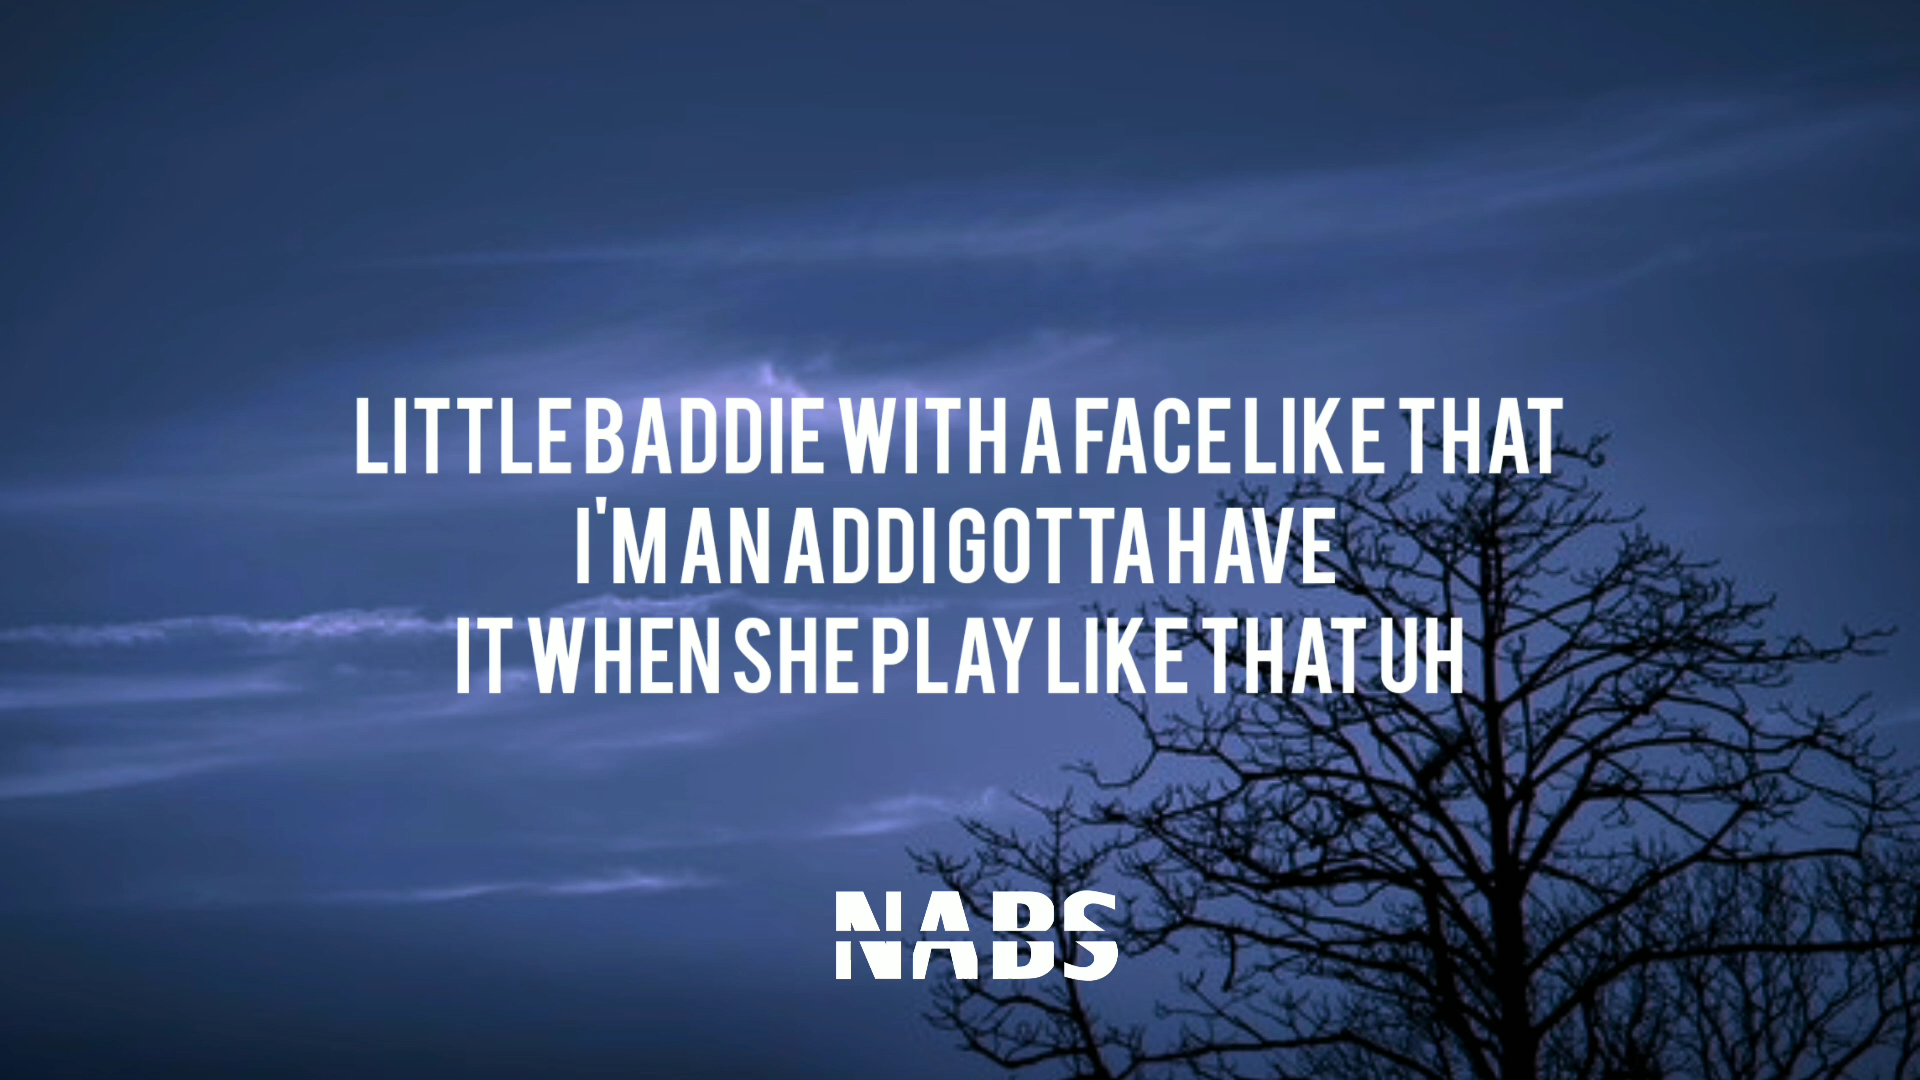 LITTLE BADDIE WITH A FACE LIKE THAT
I'M AN ADDI GOTTA HAVE
IT WHEN SHE PLAY LIKE THAT UH
NABS